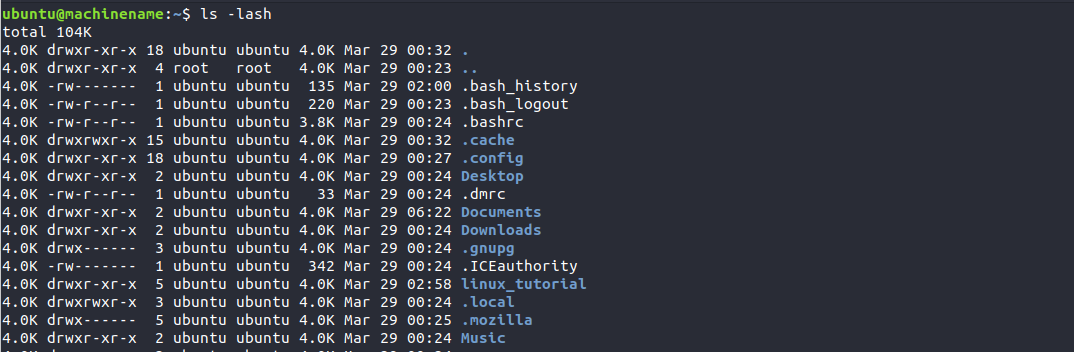 ubuntu@machinename:~$ ls -lash
total 104K
4.0K drwxr-xr-x 18 ubuntu ubuntu 4.0K Mar 29 00:32 .
4.0K drwxr-xr-x  4 root   root   4.0K Mar 29 00:23 ..
4.0K -rw-------  1 ubuntu ubuntu  135 Mar 29 02:00 .bash_history
4.0K -rw-r--r--  1 ubuntu ubuntu  220 Mar 29 00:23 .bash_logout
4.0K -rw-r--r--  1 ubuntu ubuntu 3.8K Mar 29 00:24 .bashrc
4.0K drwxrwxr-x 15 ubuntu ubuntu 4.0K Mar 29 00:32 .cache
4.0K drwxr-xr-x 18 ubuntu ubuntu 4.0K Mar 29 00:27 .config
4.0K drwxr-xr-x  2 ubuntu ubuntu 4.0K Mar 29 00:24 Desktop
4.0K -rw-r--r--  1 ubuntu ubuntu   33 Mar 29 00:24 .dmrc
4.0K drwxr-xr-x  2 ubuntu ubuntu 4.0K Mar 29 06:22 Documents
4.0K drwxr-xr-x  2 ubuntu ubuntu 4.0K Mar 29 00:24 Downloads
4.0K drwx------  3 ubuntu ubuntu 4.0K Mar 29 00:24 .gnupg
4.0K -rw-------  1 ubuntu ubuntu  342 Mar 29 00:24 .ICEauthority
4.0K drwxr-xr-x  5 ubuntu ubuntu 4.0K Mar 29 02:58 linux_tutorial
4.0K drwxrwxr-x  3 ubuntu ubuntu 4.0K Mar 29 00:24 .local
4.0K drwx------  5 ubuntu ubuntu 4.0K Mar 29 00:25 .mozilla
4.0K drwxr-xr-x  2 ubuntu ubuntu 4.0K Mar 29 00:24 Music